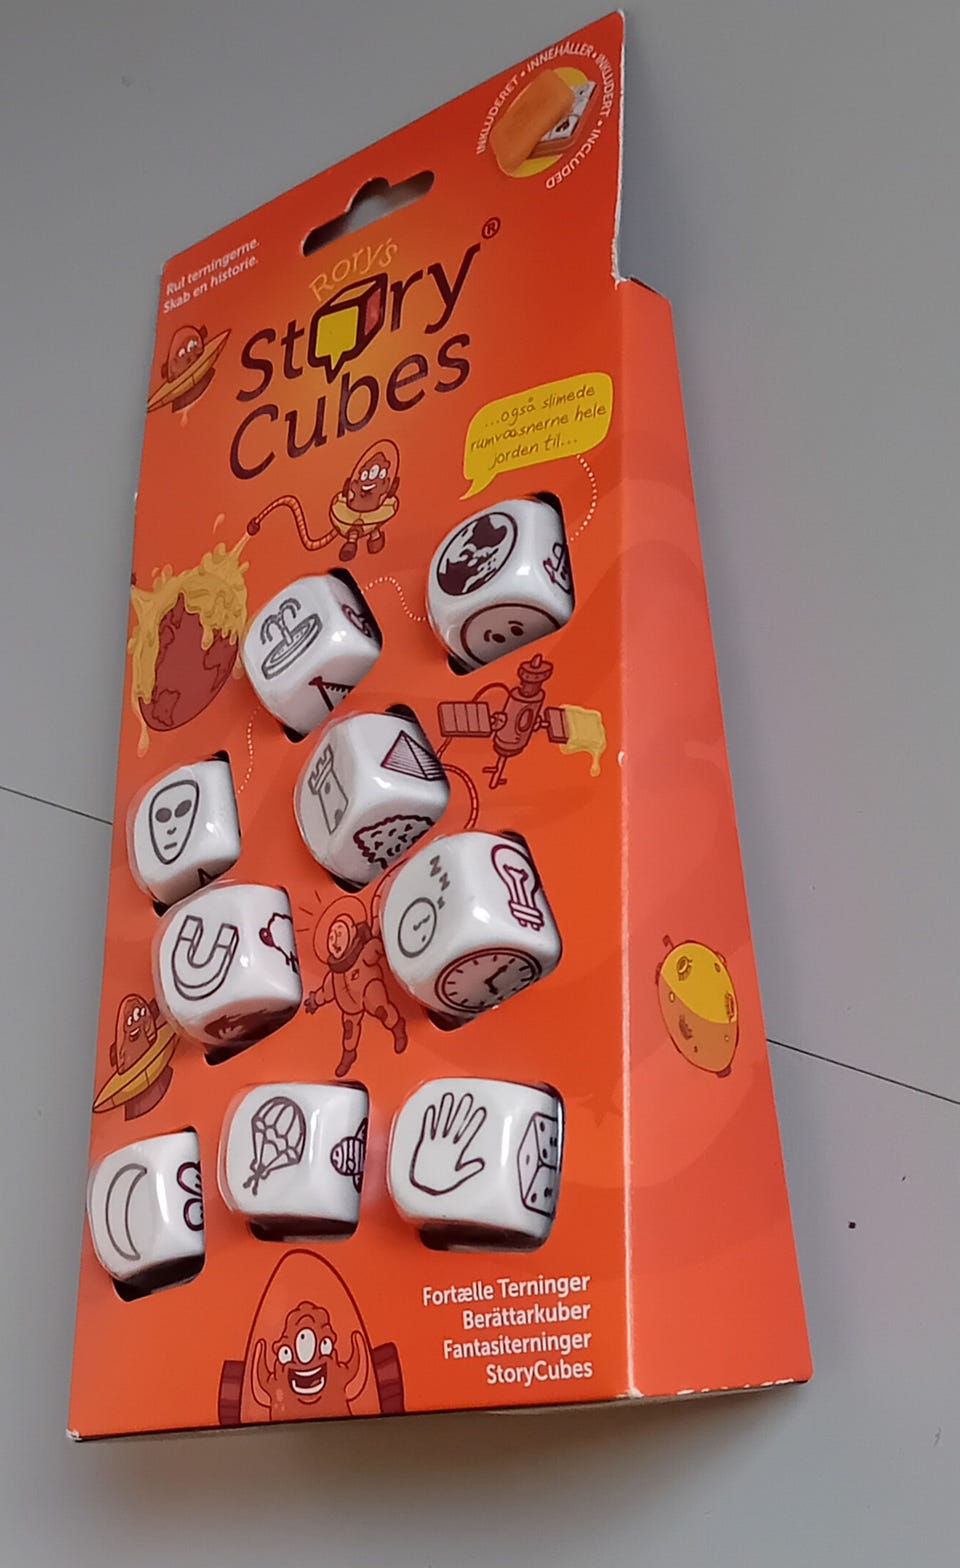 INKLUDERET • INNEHÅLLER • INKLUDERT • INCLUDED
Rul terningerne.
Skab en historie.
RORY'S
Story®
Cubes
...også slimede
rumvæsnerne hele
jorden til...
zzz
Fortælle Terninger
Berättarkuber
Fantasiterninger
StoryCubes